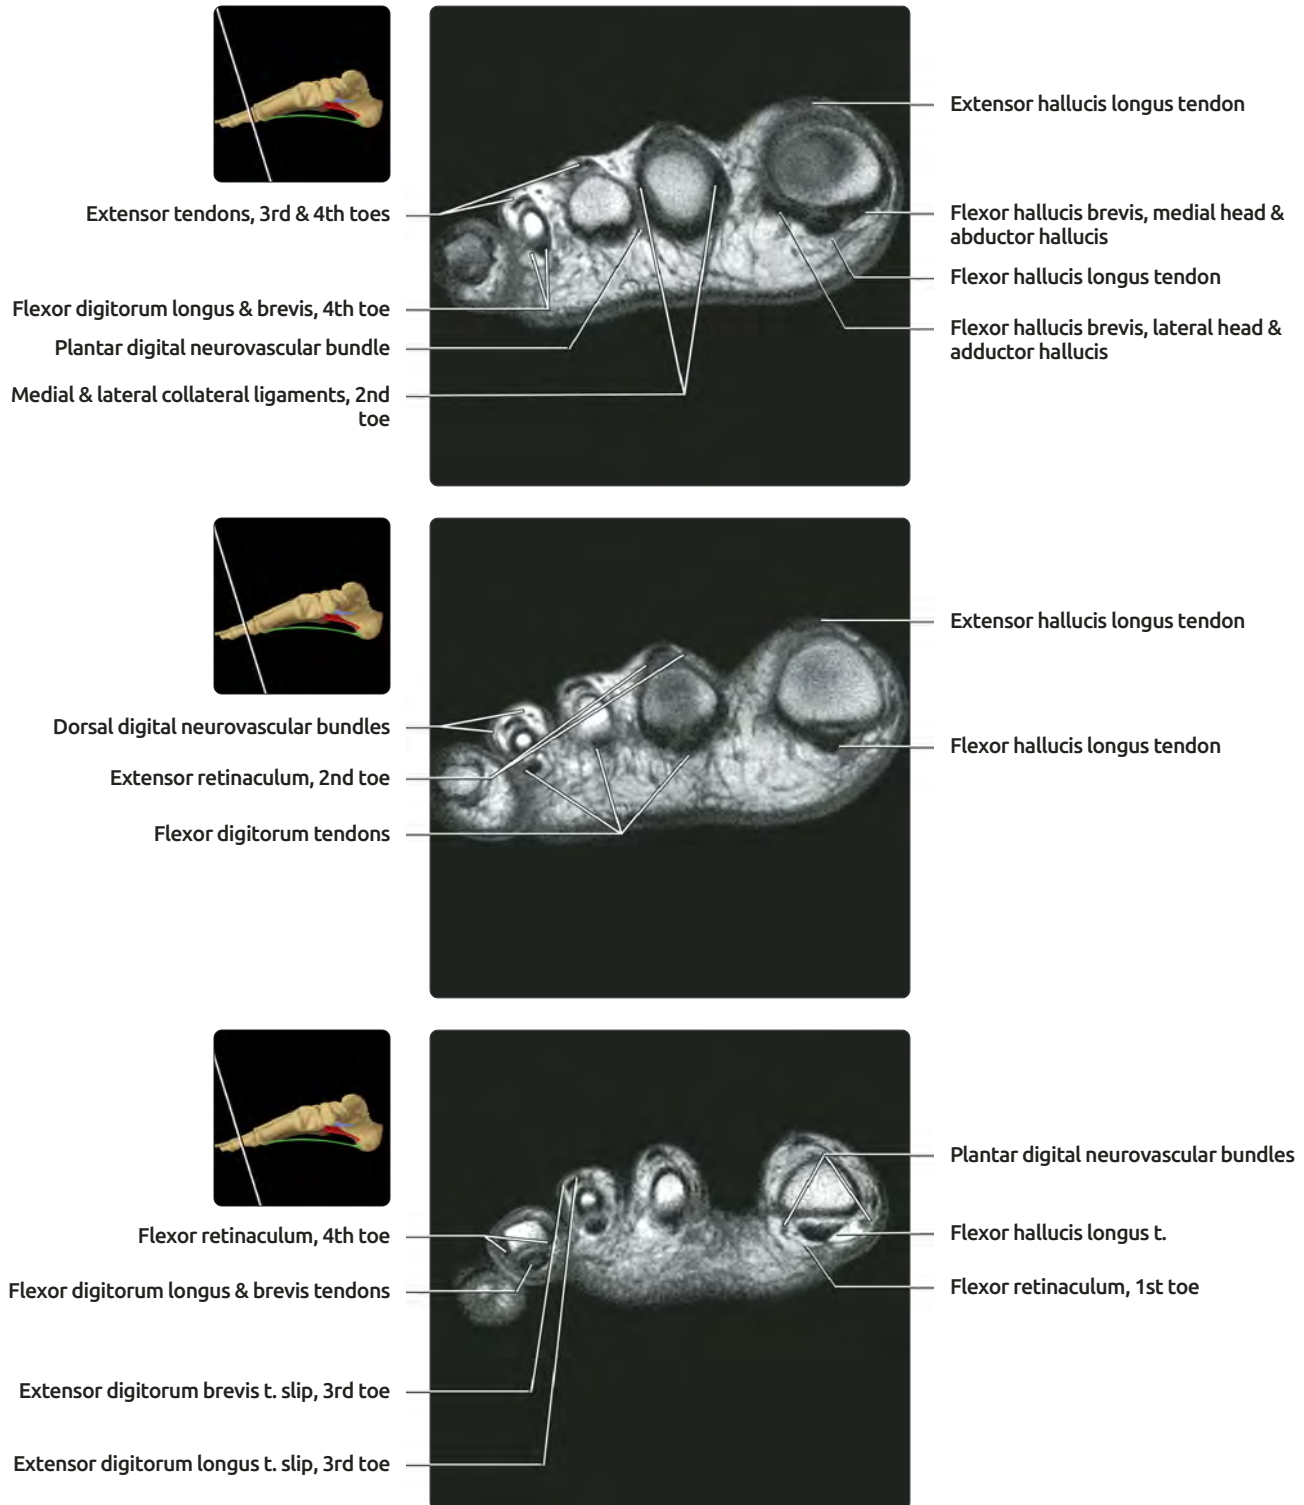 Extensor hallucis longus tendon
Extensor tendons, 3rd & 4th toes
Flexor hallucis brevis, medial head &
abductor hallucis
Flexor hallucis longus tendon
Flexor digitorum longus & brevis, 4th toe
Flexor hallucis brevis, lateral head &
adductor hallucis
Plantar digital neurovascular bundle
Medial & lateral collateral ligaments, 2nd
toe
Extensor hallucis longus tendon
Dorsal digital neurovascular bundles
Flexor hallucis longus tendon
Extensor retinaculum, 2nd toe
Flexor digitorum tendons
Plantar digital neurovascular bundles
Flexor retinaculum, 4th toe
Flexor hallucis longus t.
Flexor digitorum longus & brevis tendons
Flexor retinaculum, 1st toe
Extensor digitorum brevis t. slip, 3rd toe
Extensor digitorum longus t. slip, 3rd toe